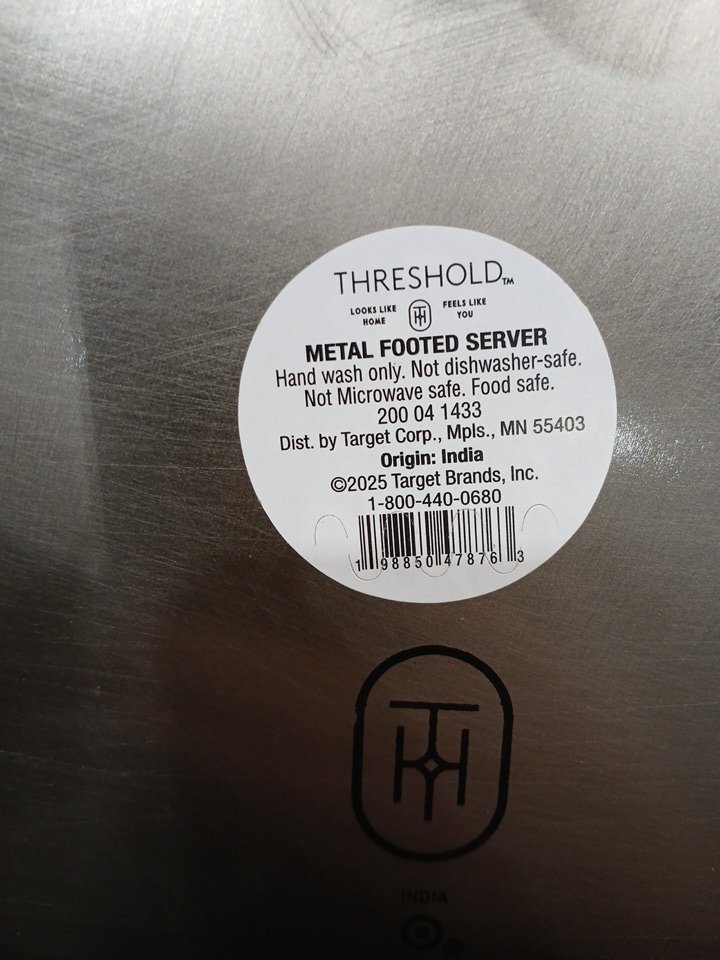 THRESHOLD™
LOOKS LIKE HOME TH FEELS LIKE YOU
METAL FOOTED SERVER
Hand wash only. Not dishwasher-safe.
Not Microwave safe. Food safe.
200 04 1433
Dist. by Target Corp., Mpls., MN 55403
Origin: India
©2025 Target Brands, Inc.
1-800-440-0680
1 98850 47876 3
TH
INDIA